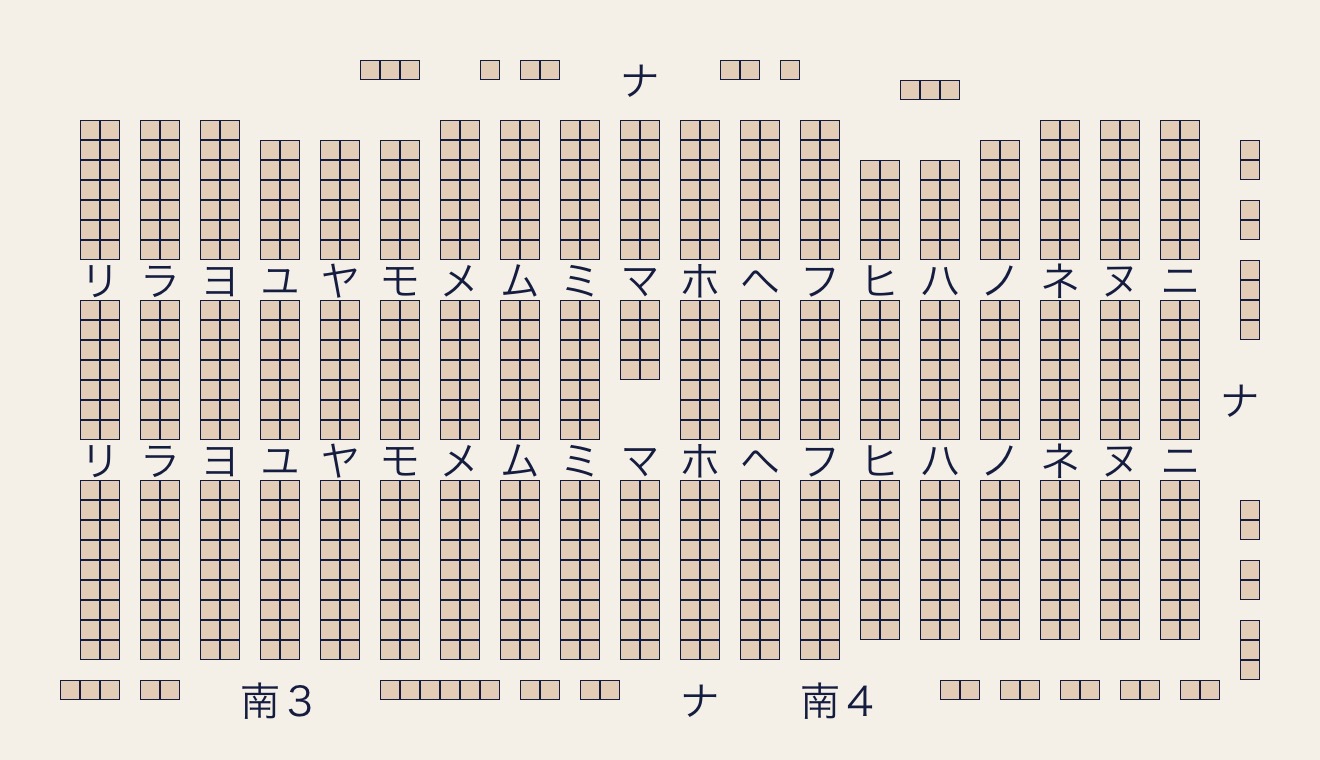 ナ
リ ラ ヨ ユ ヤ モ メ ム ミ マ ホ ヘ フ ヒ ハ ノ ネ ヌ ニ
ナ
リ ラ ヨ ユ ヤ モ メ ム ミ マ ホ ヘ フ ヒ ハ ノ ネ ヌ ニ
南3 ナ 南4